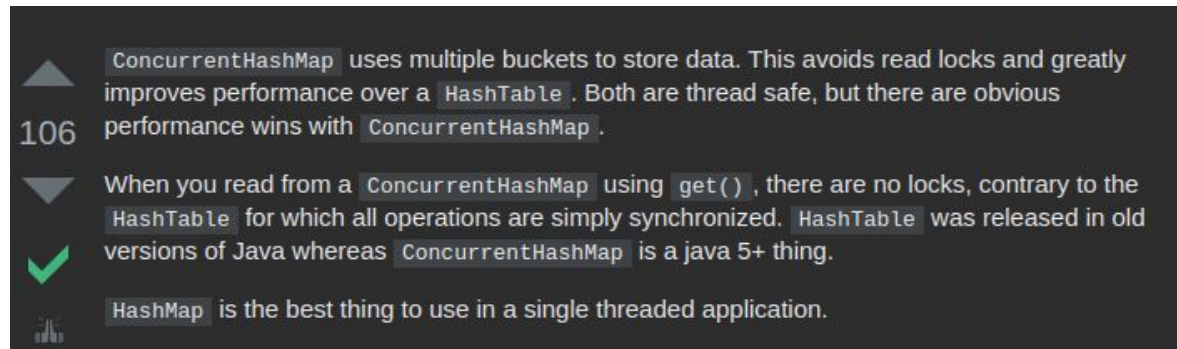 ConcurrentHashMap uses multiple buckets to store data. This avoids read locks and greatly
improves performance over a HashTable. Both are thread safe, but there are obvious
106 performance wins with ConcurrentHashMap.
When you read from a ConcurrentHashMap using get(), there are no locks, contrary to the
HashTable for which all operations are simply synchronized. HashTable was released in old
versions of Java whereas ConcurrentHashMap is a java 5+ thing.
HashMap is the best thing to use in a single threaded application.